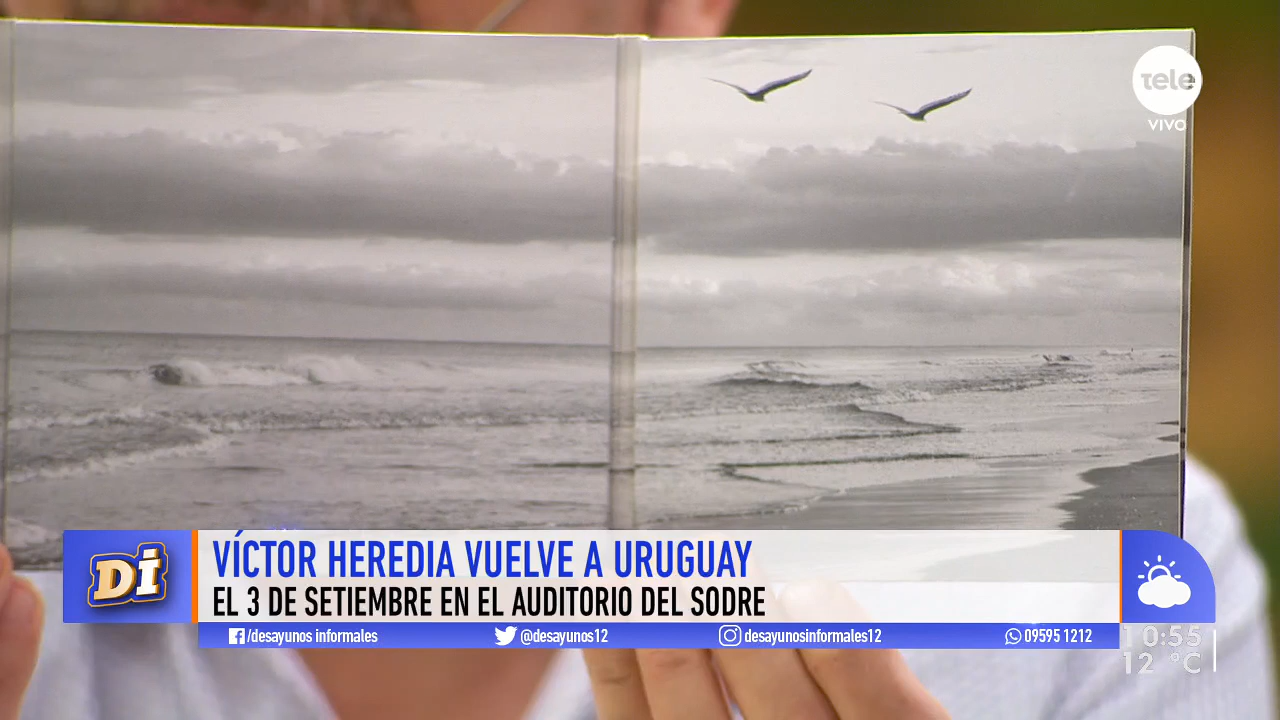 tele
VIVO
Di
VÍCTOR HEREDIA VUELVE A URUGUAY
EL 3 DE SETIEMBRE EN EL AUDITORIO DEL SODRE
/desayunos informales
@desayunos12
desayunosinformales12
09595 1212
10:55
12 °C